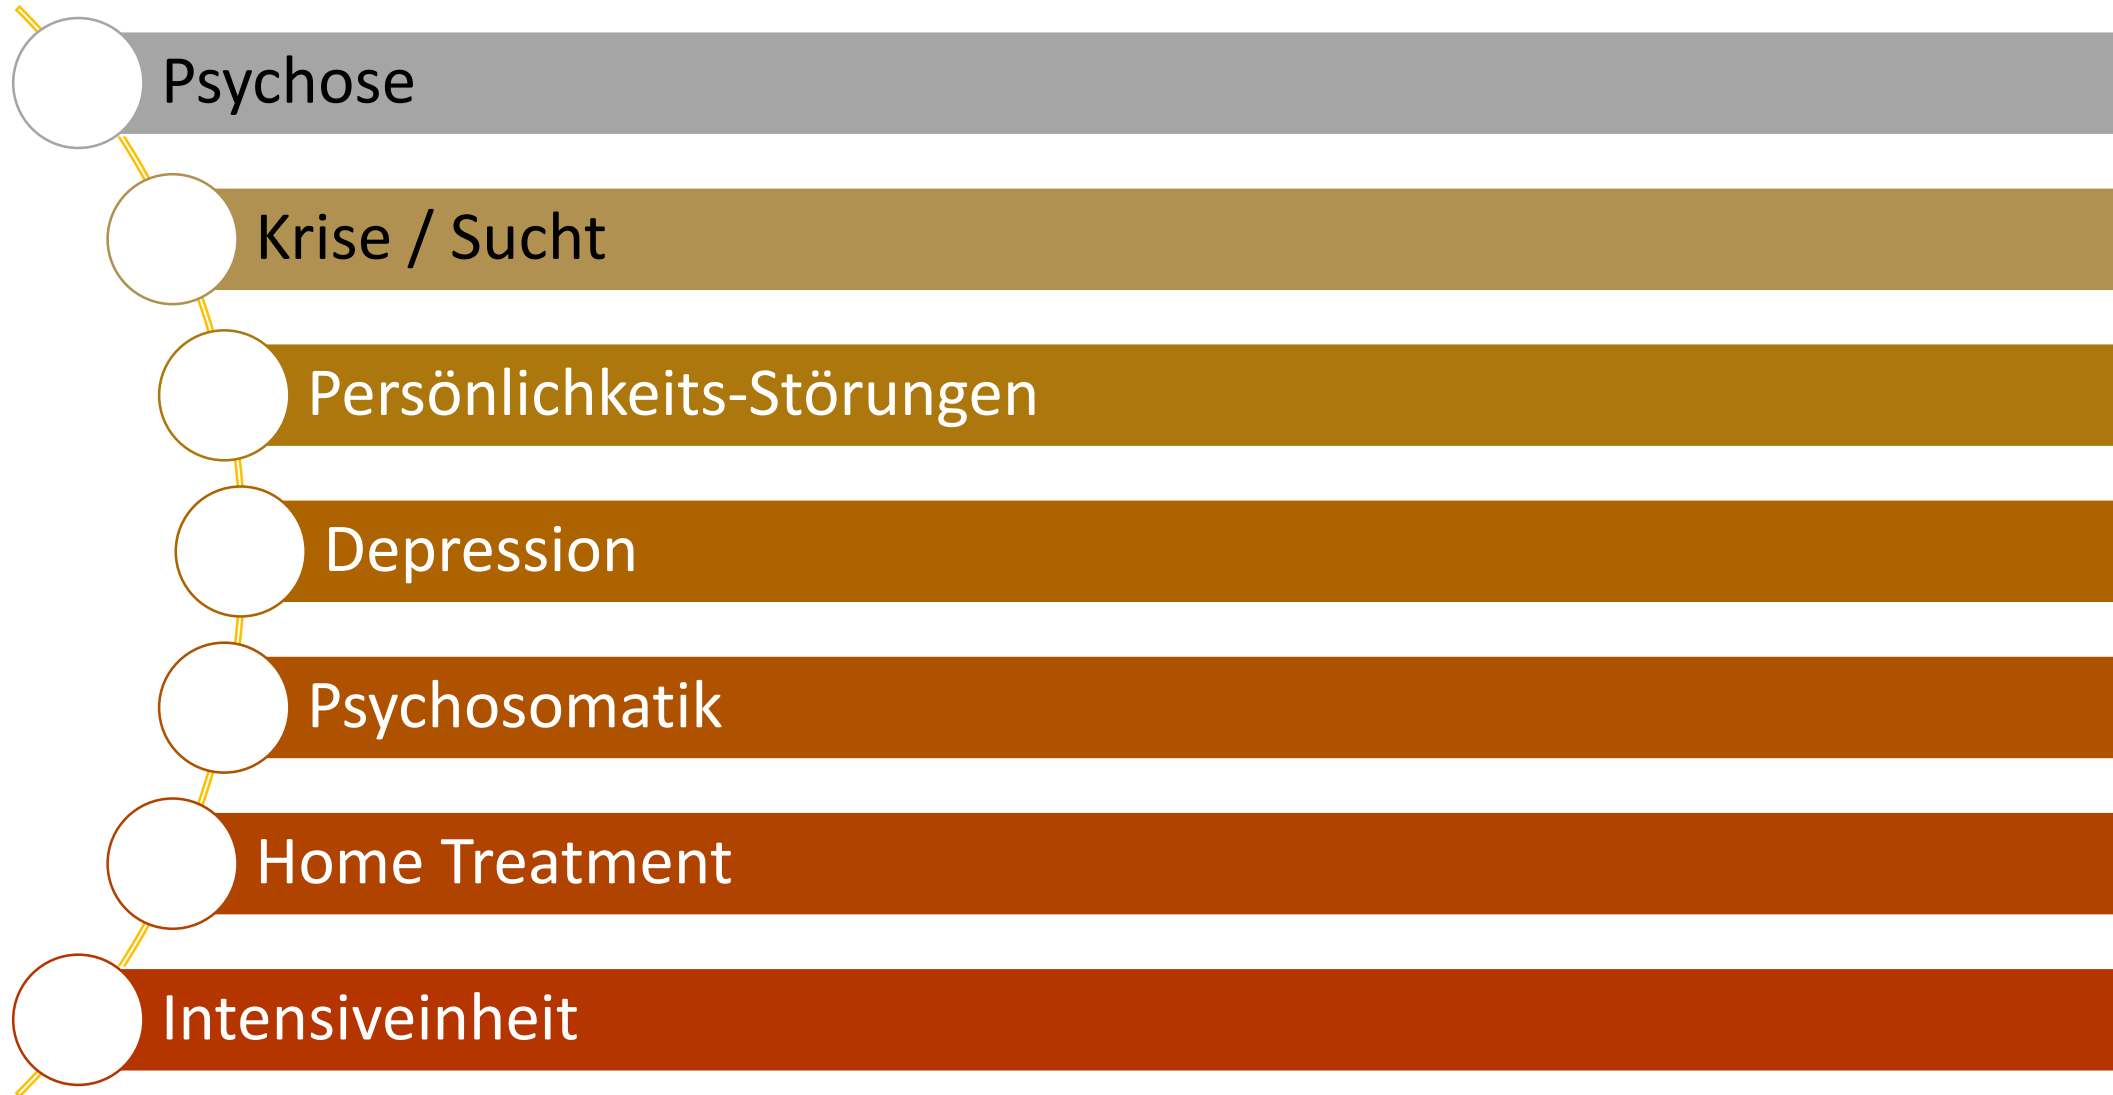 Psychose
Krise / Sucht
Persönlichkeits-Störungen
Depression
Psychosomatik
Home Treatment
Intensiveinheit